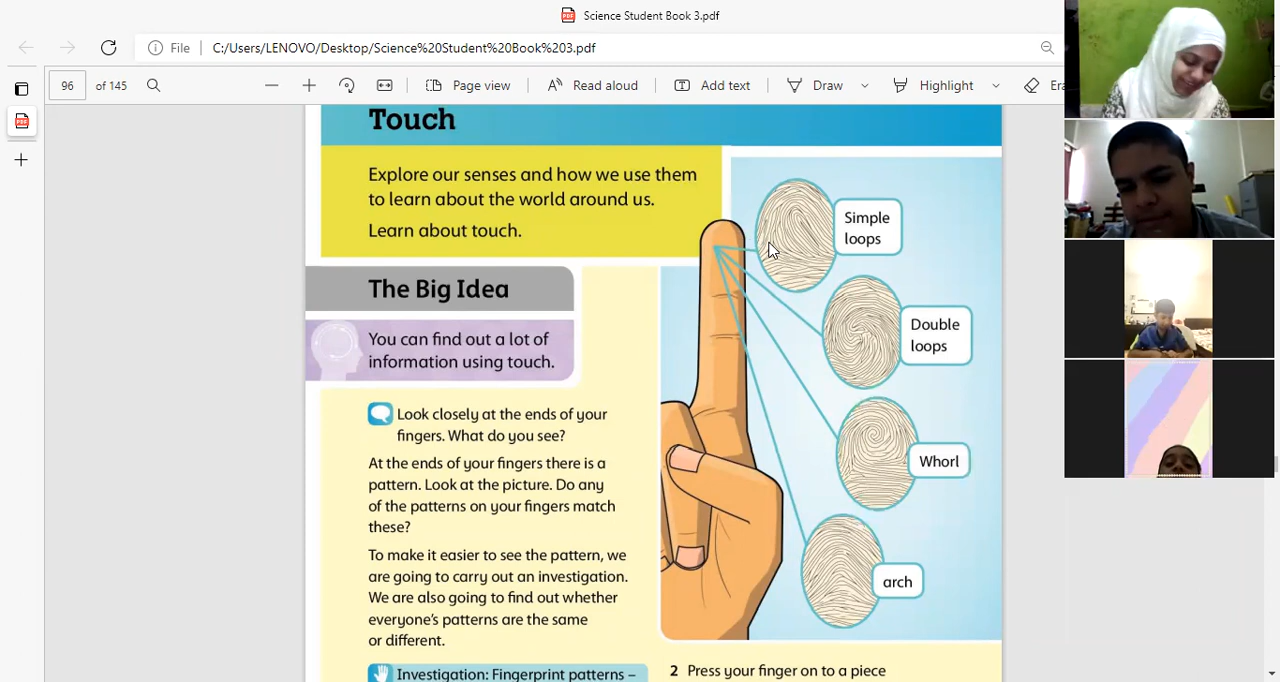 Science Student Book 3.pdf
File
C:/Users/LENOVO/Desktop/Science%20Student%20Book%203.pdf
96 of 145
Page view
Read aloud
Add text
Draw
Highlight
Era
Touch
Explore our senses and how we use them
to learn about the world around us.
Learn about touch.
The Big Idea
You can find out a lot of
information using touch.
Look closely at the ends of your
fingers. What do you see?
At the ends of your fingers there is a
pattern. Look at the picture. Do any
of the patterns on your fingers match
these?
To make it easier to see the pattern, we
are going to carry out an investigation.
We are also going to find out whether
everyone's patterns are the same
or different.
Investigation: Fingerprint patterns –
Simple
loops
Double
loops
Whorl
arch
2 Press your finger on to a piece